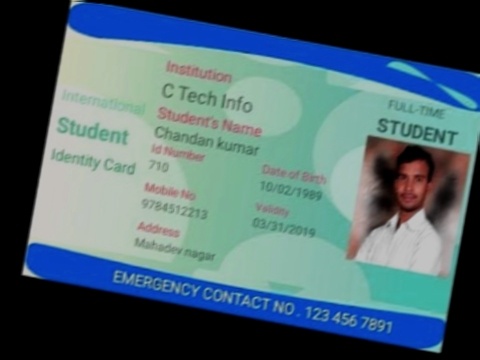 Institution
C Tech Info
Student's Name
Chandan kumar
Id Number
710
Mobile No
9784512213
Address
Mahadev nagar
Date of Birth
10/02/1989
Validity
03/31/2019
International
Student
Identity Card
FULL-TIME
STUDENT
EMERGENCY CONTACT NO . 123 456 7891